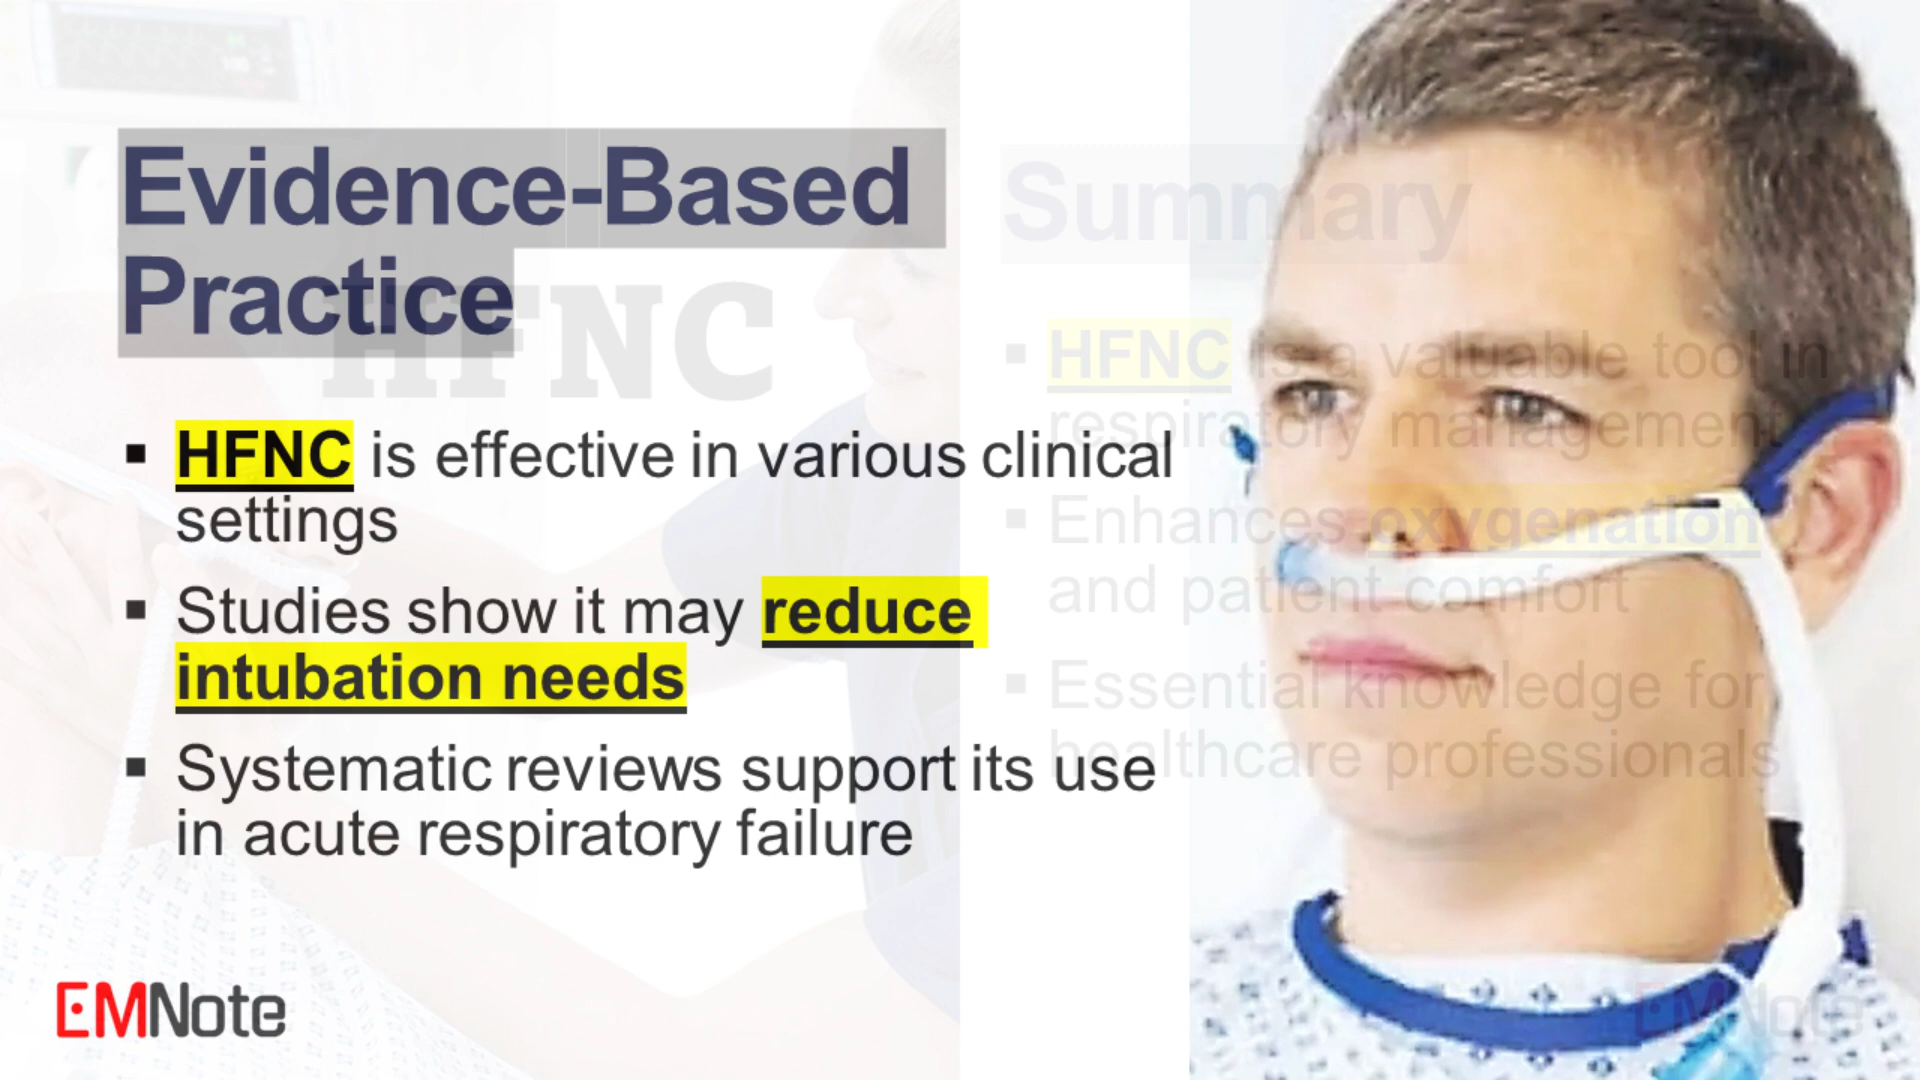 Evidence-Based
Practice
HFNC
▪ HFNC is effective in various clinical
settings
▪ Studies show it may reduce
intubation needs
▪ Systematic reviews support its use
in acute respiratory failure
EMNote
Summary
▪ HFNC is a valuable tool in
respiratory management
▪ Enhances oxygenation
and patient comfort
▪ Essential knowledge for
healthcare professionals
EMNote